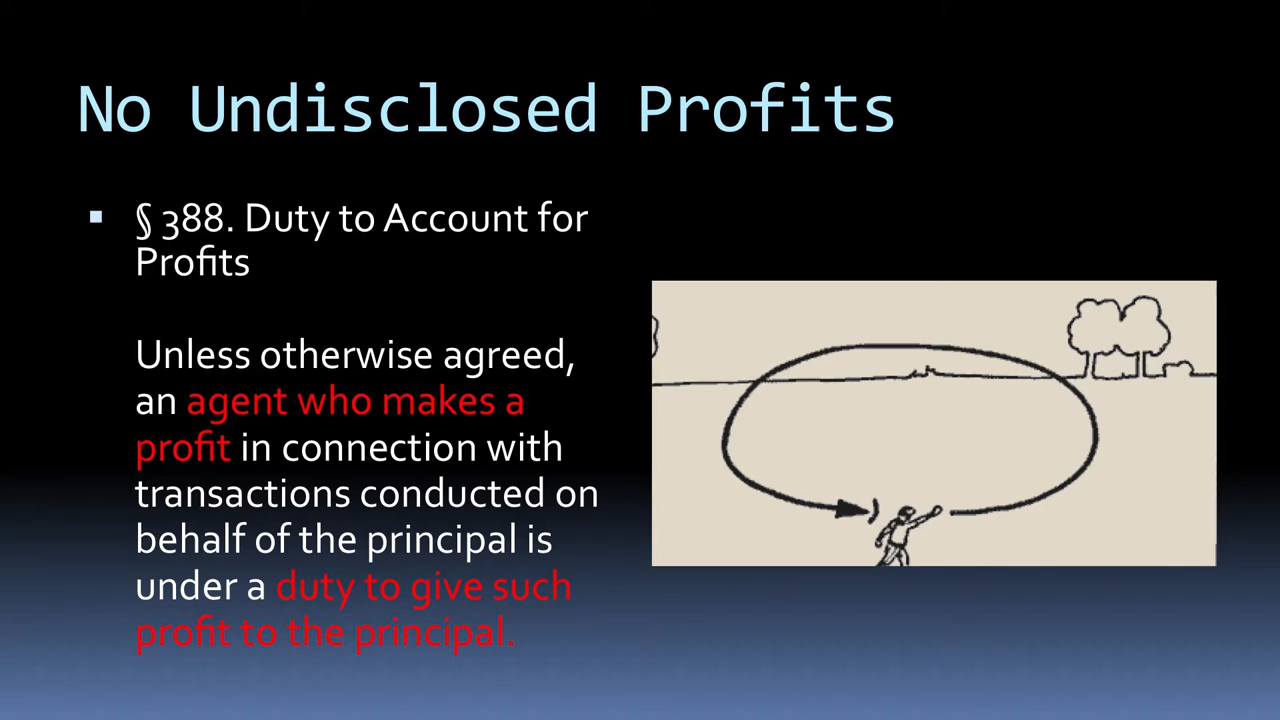 No Undisclosed Profits
▪ § 388. Duty to Account for
Profits
Unless otherwise agreed,
an agent who makes a
profit in connection with
transactions conducted on
behalf of the principal is
under a duty to give such
profit to the principal.